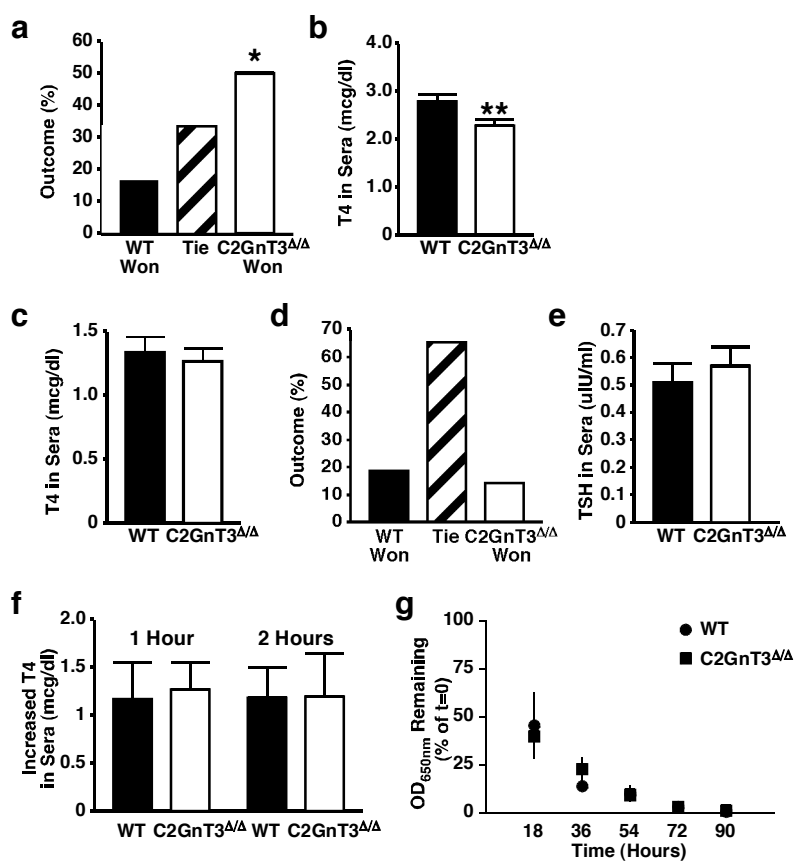 a
60
50
40
30
20
10
0
Outcome (%)
*
WT
Won
Tie
C2GnT3Δ/Δ
Won
b
4.0
3.0
2.0
1.0
0
T4 in Sera (mcg/dl)
**
WT
C2GnT3Δ/Δ
c
1.5
1.0
0.5
0
T4 in Sera (mcg/dl)
WT
C2GnT3Δ/Δ
d
70
60
50
40
30
20
10
0
Outcome (%)
WT
Won
Tie
C2GnT3Δ/Δ
Won
e
0.7
0.6
0.5
0.4
0.3
0.2
0.1
0
TSH in Sera (uIU/ml)
WT
C2GnT3Δ/Δ
f
2.0
1.5
1
0.5
0
Increased T4
in Sera (mcg/dl)
1 Hour
2 Hours
WT
C2GnT3Δ/Δ
WT
C2GnT3Δ/Δ
g
100
75
50
25
0
OD650nm Remaining
(% of t=0)
WT
C2GnT3Δ/Δ
18
36
54
72
90
Time (Hours)